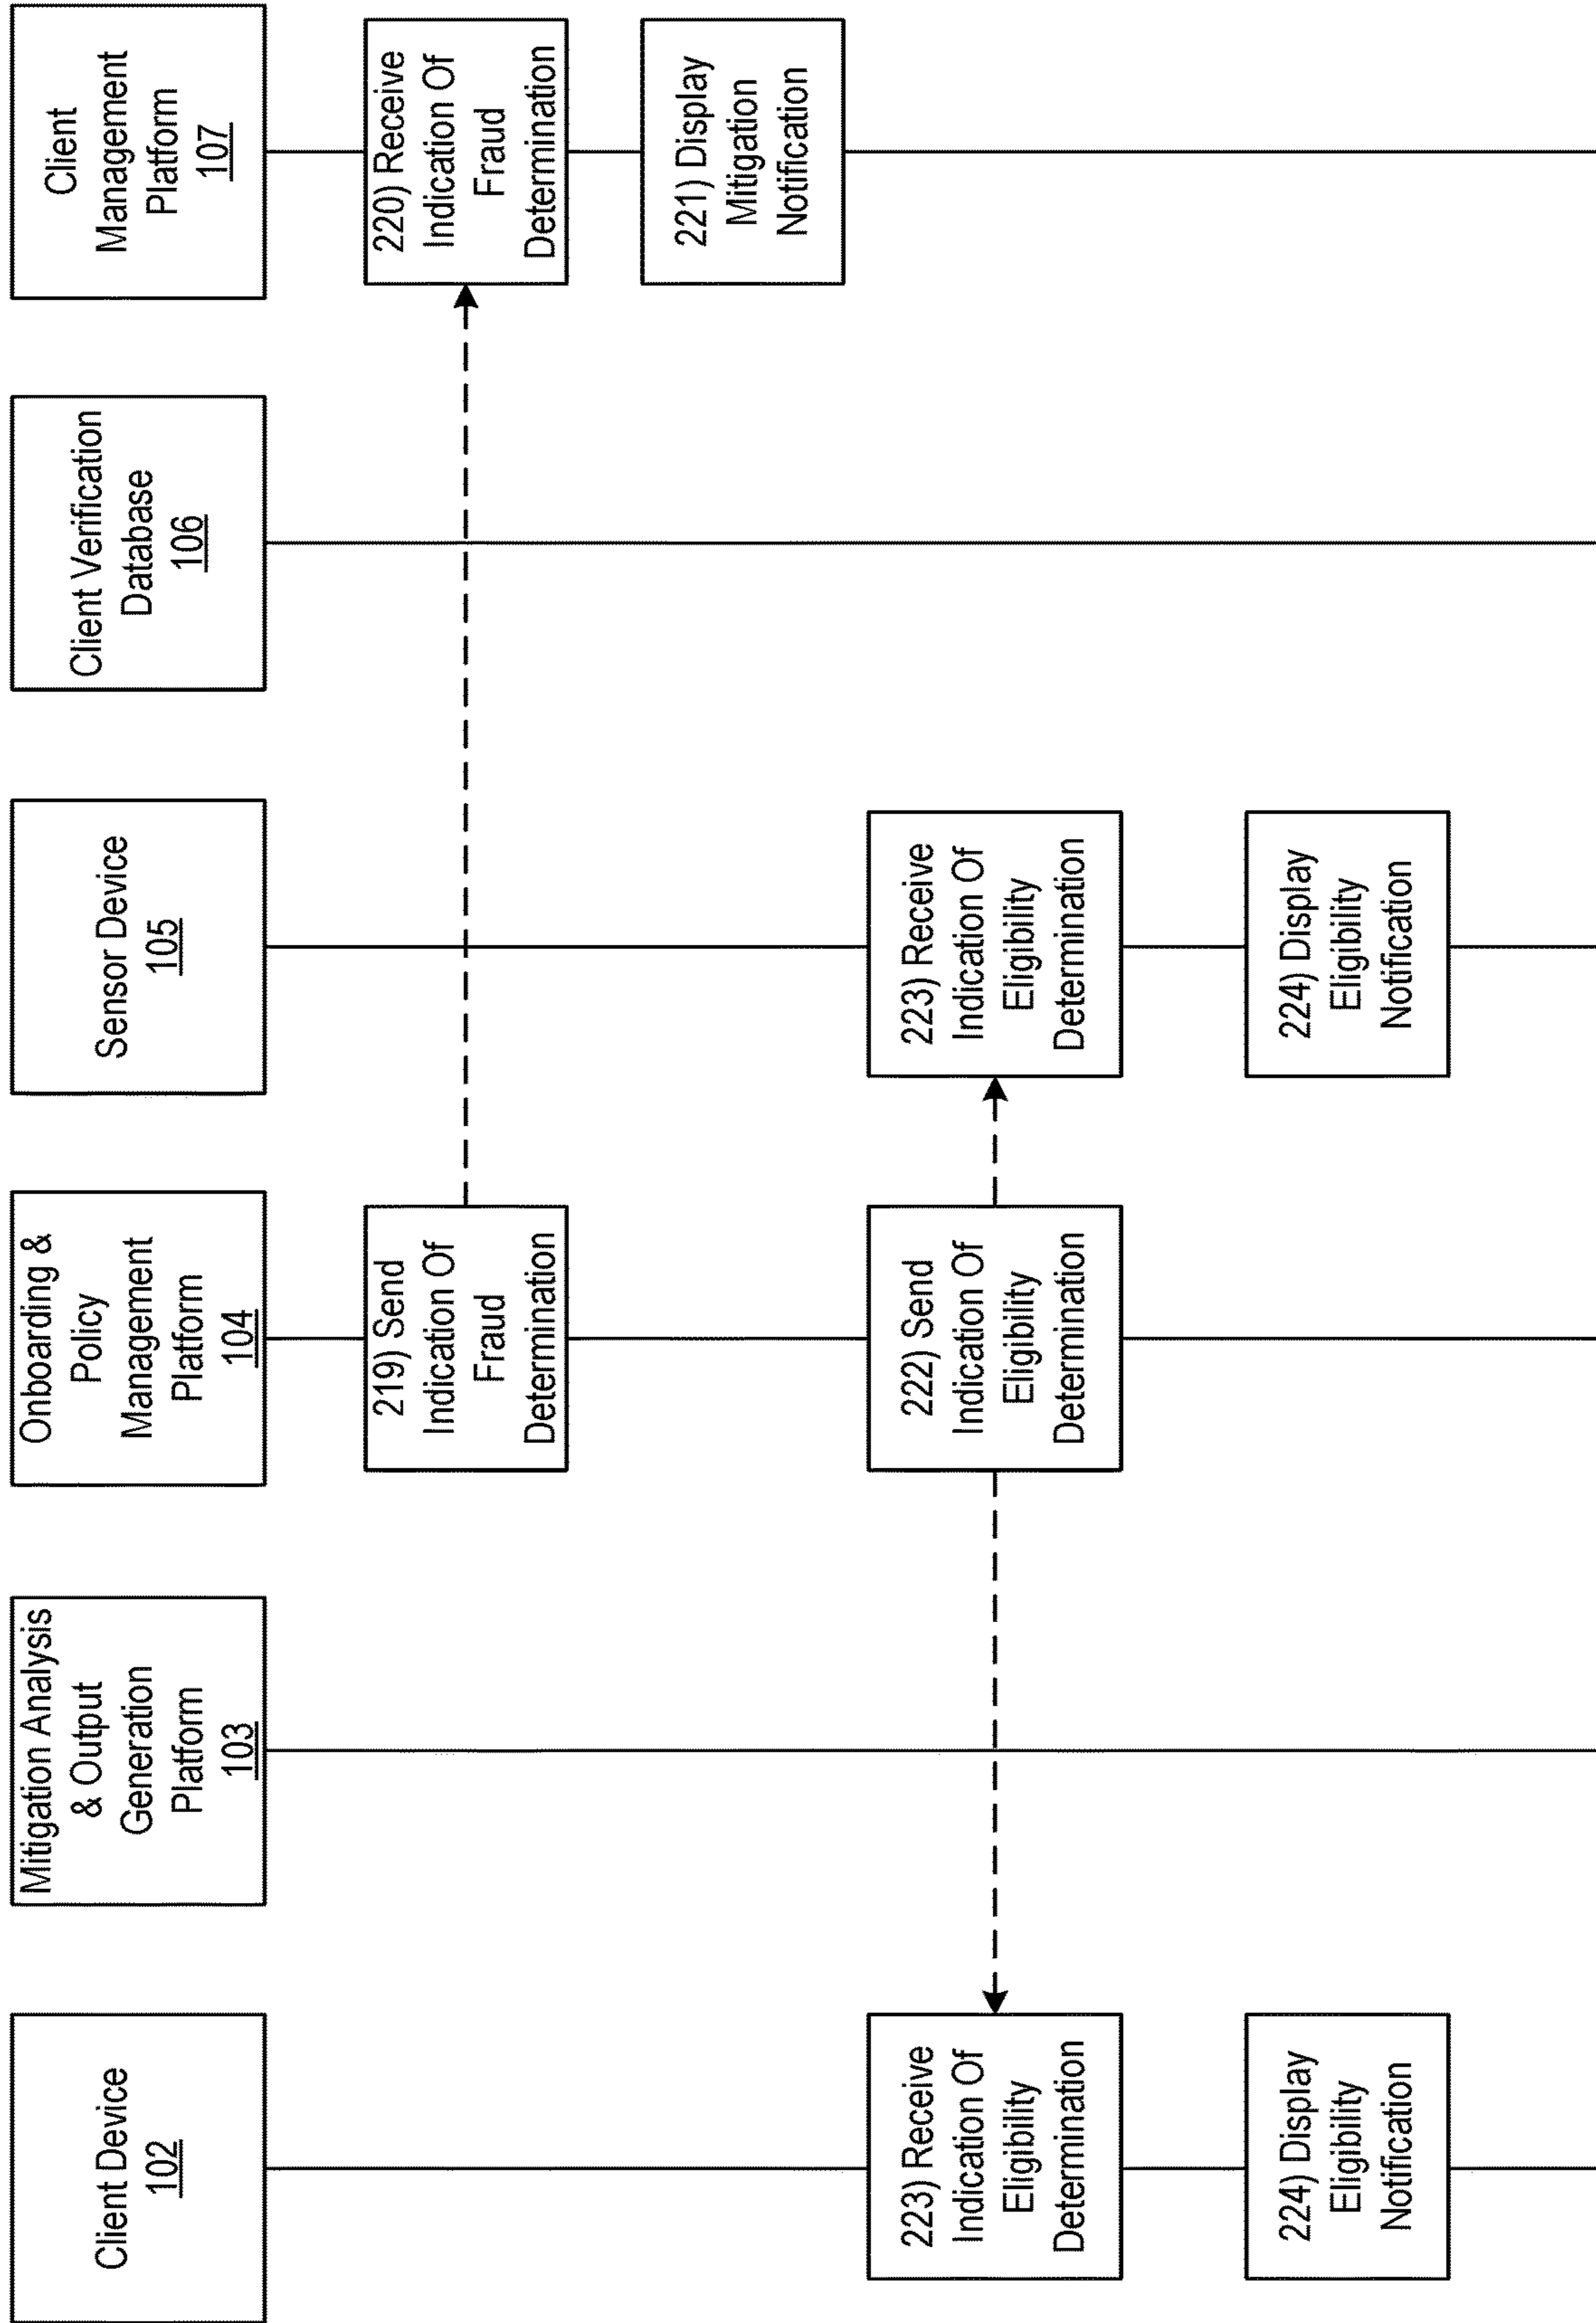 Client Device
102
Mitigation Analysis
& Output
Generation
Platform
103
Onboarding &
Policy
Management
Platform
104
Sensor Device
105
Client Verification
Database
106
Client
Management
Platform
107
219) Send
Indication Of
Fraud
Determination
220) Receive
Indication Of
Fraud
Determination
221) Display
Mitigation
Notification
223) Receive
Indication Of
Eligibility
Determination
222) Send
Indication Of
Eligibility
Determination
223) Receive
Indication Of
Eligibility
Determination
224) Display
Eligibility
Notification
224) Display
Eligibility
Notification